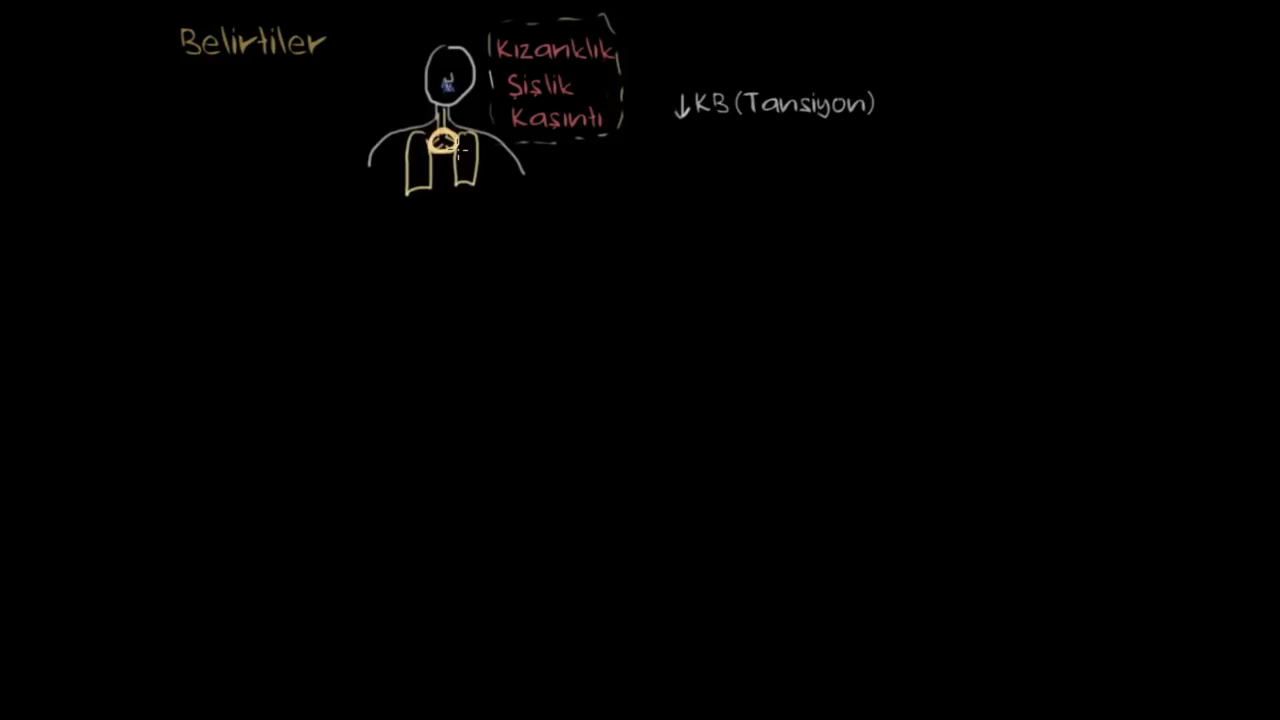 Belirtiler
Kızarıklık
Şişlik
Kaşıntı
↓KB (Tansiyon)